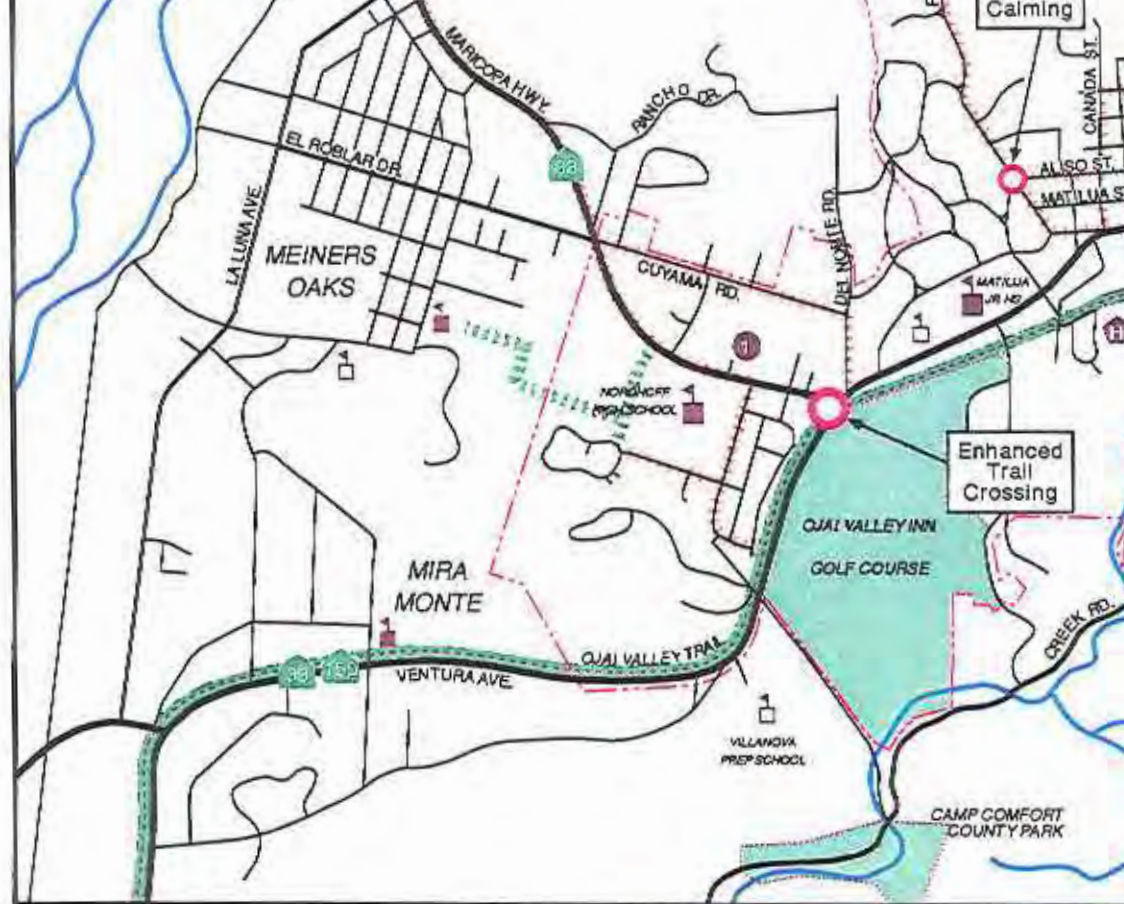 Calming
MARICOPA HWY.
RANCHO DR.
CANADA ST.
33
EL ROBLAR DR.
ALISO ST.
MATILIJA S
LA LUNA AVE.
MEINERS
OAKS
DEL NORTE RD.
CUYAMA RD.
MATILIJA
JR HS
H
NORDHOFF
HIGH SCHOOL
Enhanced
Trail
Crossing
OJAI VALLEY INN
GOLF COURSE
MIRA
MONTE
CREEK RD.
OJAI VALLEY TRAIL
33
150
VENTURA AVE.
VILLANOVA
PREP SCHOOL
CAMP COMFORT
COUNTY PARK